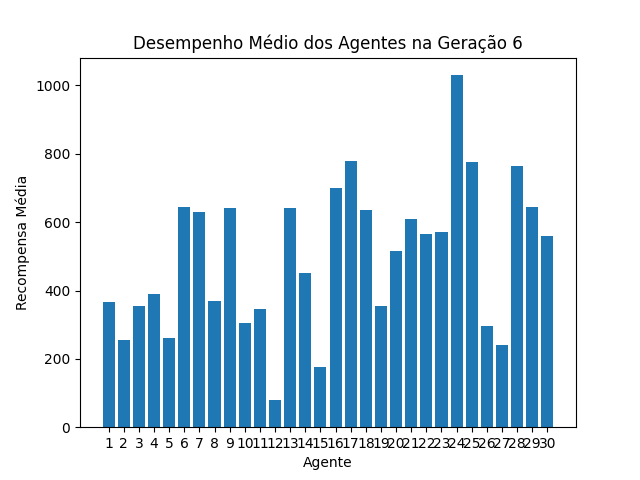 Desempenho Médio dos Agentes na Geração 6
1000
800
600
400
200
0
Recompensa Média
1 2 3 4 5 6 7 8 9 10 11 12 13 14 15 16 17 18 19 20 21 22 23 24 25 26 27 28 29 30
Agente